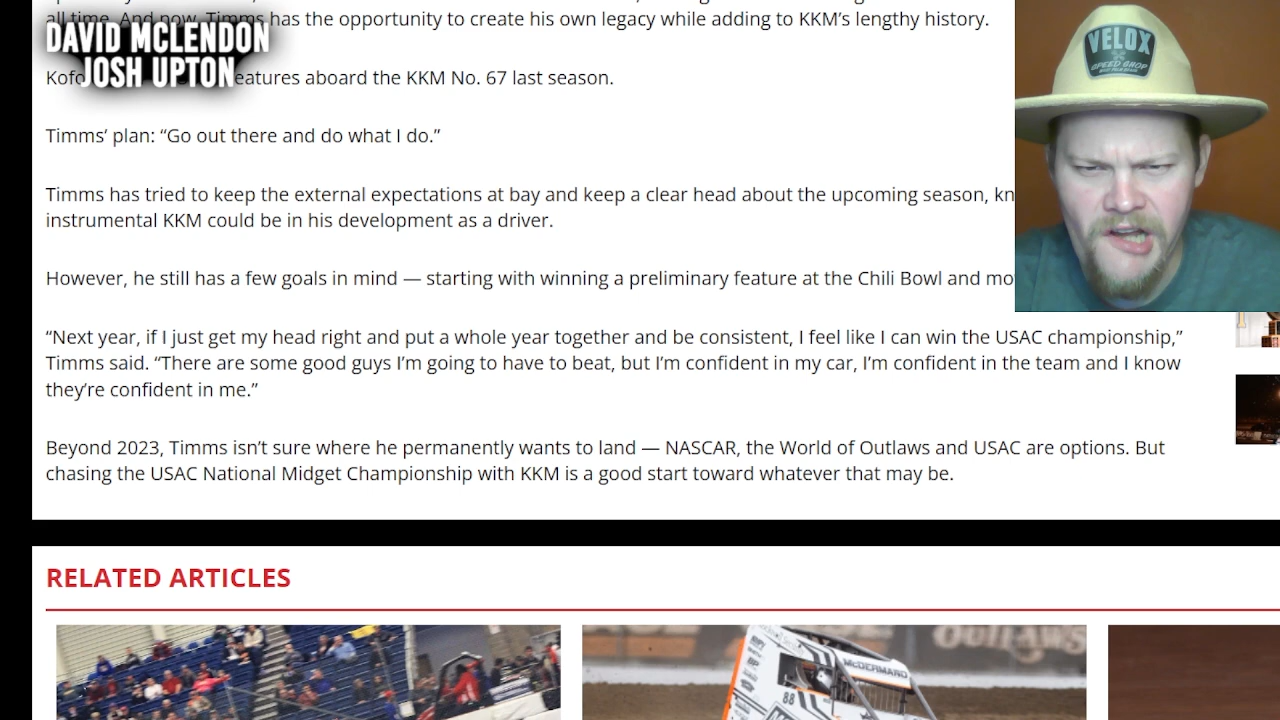 all time. And now, Timms has the opportunity to create his own legacy while adding to KKM’s lengthy history.
DAVID MCLENDON
JOSH UPTON
Kofo eatures aboard the KKM No. 67 last season.
Timms‘ plan: “Go out there and do what I do.”
Timms has tried to keep the external expectations at bay and keep a clear head about the upcoming season, kn
instrumental KKM could be in his development as a driver.
However, he still has a few goals in mind — starting with winning a preliminary feature at the Chili Bowl and mo
“Next year, if I just get my head right and put a whole year together and be consistent, I feel like I can win the USAC championship,”
Timms said. “There are some good guys I’m going to have to beat, but I’m confident in my car, I’m confident in the team and I know
they’re confident in me.”
Beyond 2023, Timms isn’t sure where he permanently wants to land — NASCAR, the World of Outlaws and USAC are options. But
chasing the USAC National Midget Championship with KKM is a good start toward whatever that may be.
RELATED ARTICLES
VELOX
SPEED SHOP
OUTLAWS
MCDERMAND
88